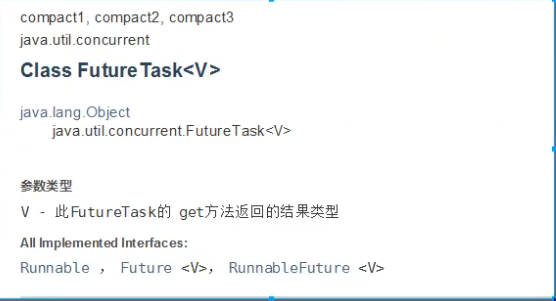 compact1, compact2, compact3
java.util.concurrent
Class FutureTask<V>
java.lang.Object
java.util.concurrent.FutureTask<V>
参数类型
V - 此FutureTask的 get方法返回的结果类型
All Implemented Interfaces:
Runnable , Future <V>, RunnableFuture <V>